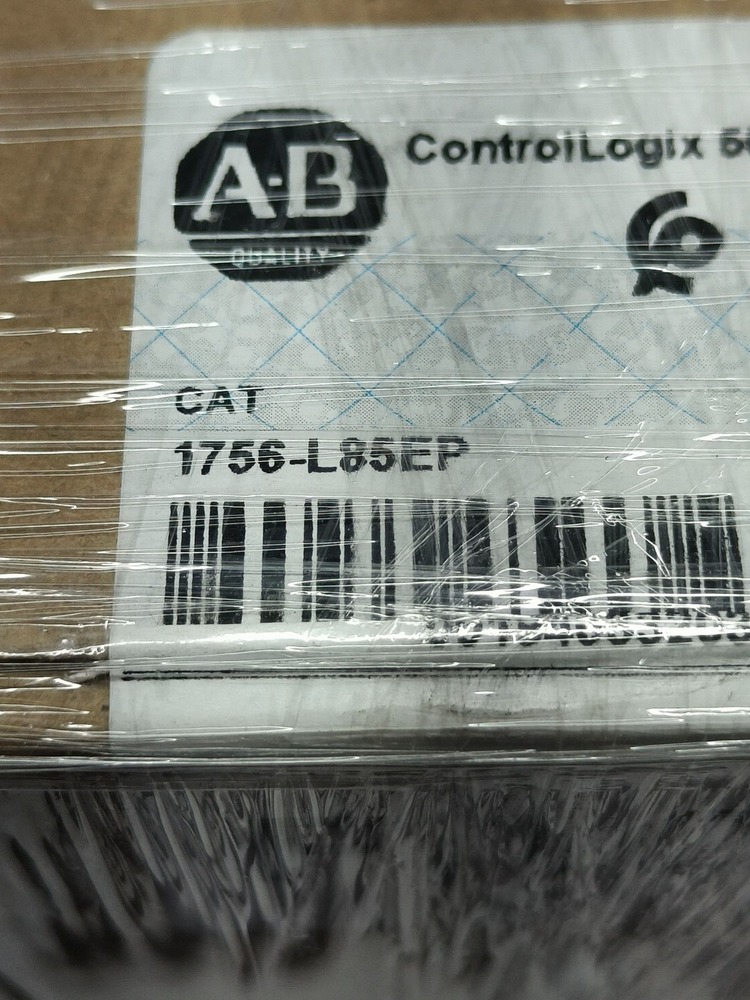 A-B
QUALITY
ControlLogix
CAT
1756-L85EP